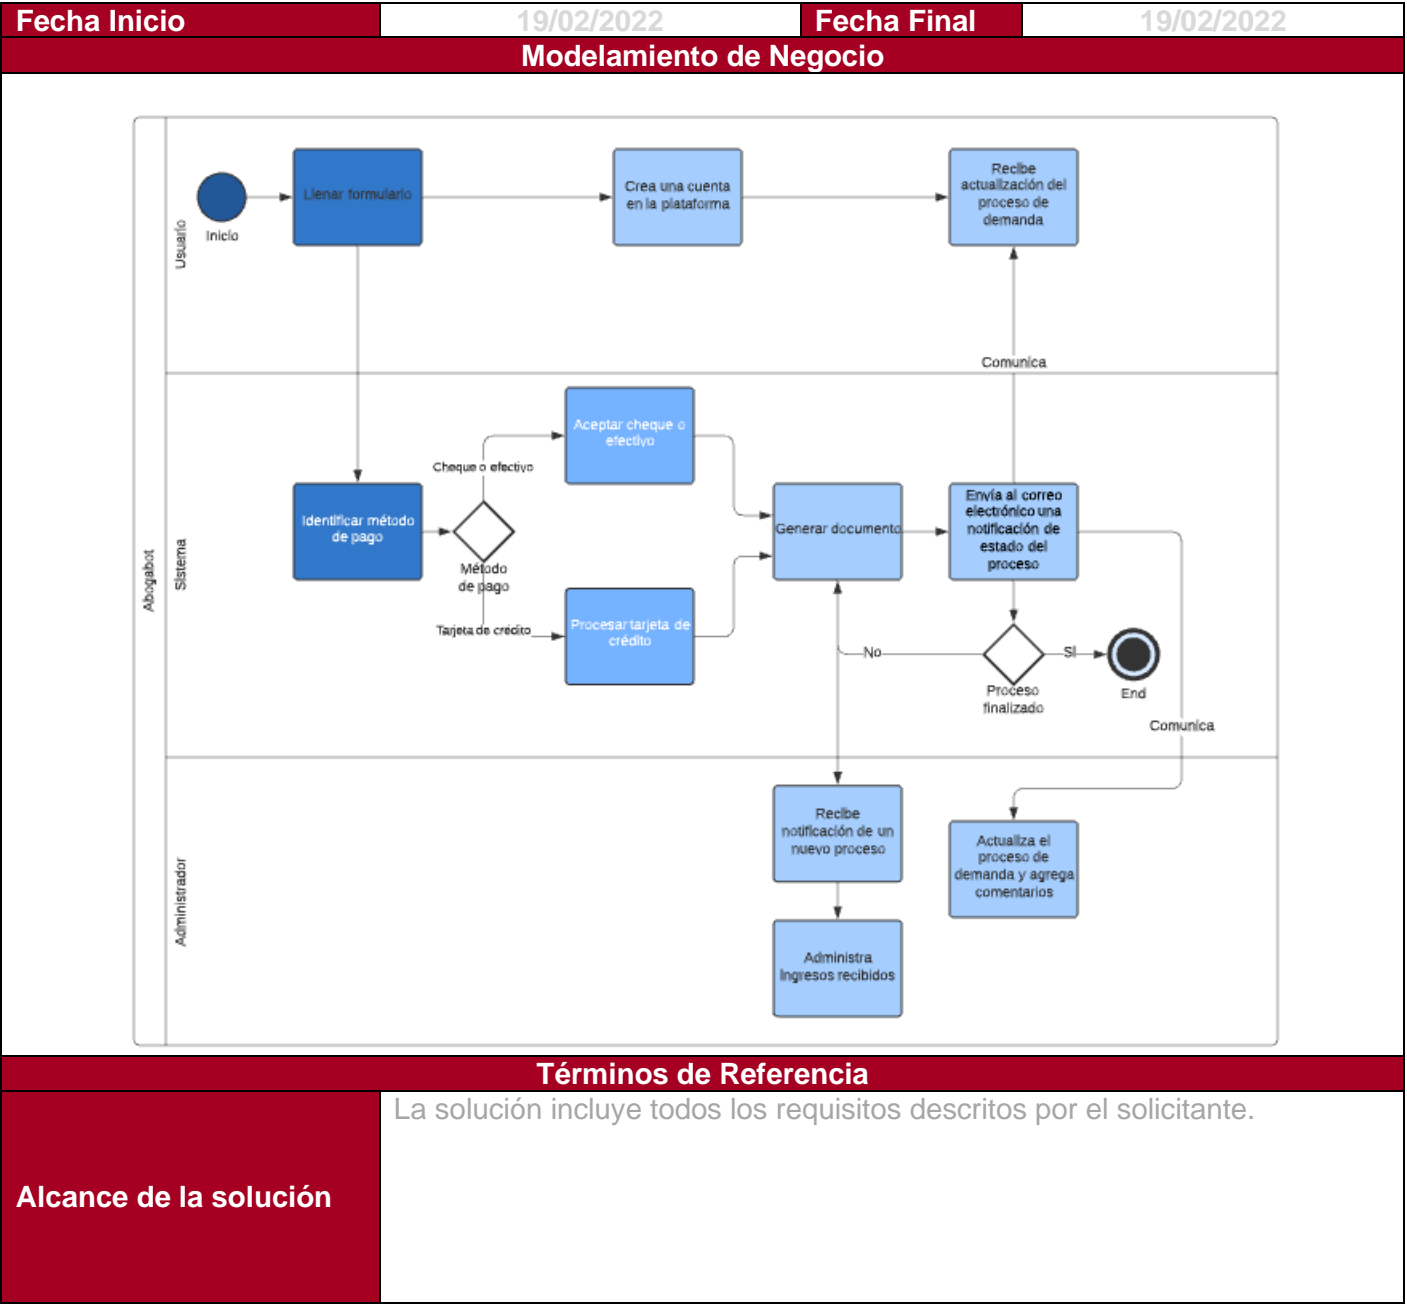 Fecha Inicio 19/02/2022 Fecha Final 19/02/2022
Modelamiento de Negocio
Abogabot
Usuario
Inicio
Llenar formulario
Crea una cuenta
en la plataforma
Recibe
actualización del
proceso de
demanda
Comunica
Sistema
Identificar método
de pago
Método
de pago
Cheque o efectivo
Aceptar cheque o
efectivo
Tarjeta de crédito
Procesar tarjeta de
crédito
Generar documento
Envía al correo
electrónico una
notificación de
estado del
proceso
No
Proceso
finalizado
Si
End
Comunica
Administrador
Recibe
notificación de un
nuevo proceso
Administra
Ingresos recibidos
Actualiza el
proceso de
demanda y agrega
comentarios
Términos de Referencia
Alcance de la solución
La solución incluye todos los requisitos descritos por el solicitante.